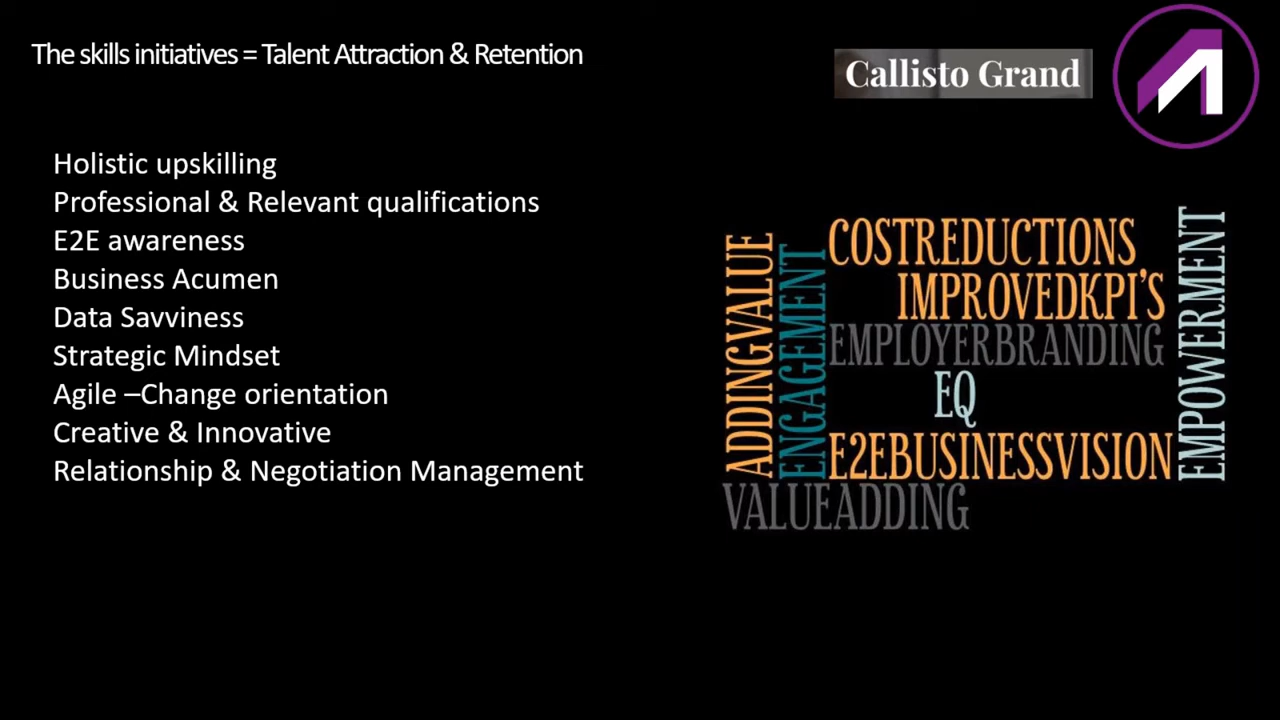 The skills initiatives = Talent Attraction & Retention
Callisto Grand
Holistic upskilling
Professional & Relevant qualifications
E2E awareness
Business Acumen
Data Savviness
Strategic Mindset
Agile –Change orientation
Creative & Innovative
Relationship & Negotiation Management
ADDINGVALUE
ENGAGEMENT
COSTREDUCTIONS
IMPROVEDKPI'S
EMPLOYERBRANDING
EQ
E2EBUSINESSVISION
VALUEADDING
EMPOWERMENT